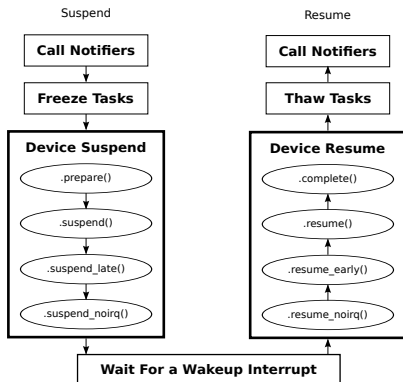 Suspend
Call Notifiers
Freeze Tasks
Device Suspend
.prepare()
.suspend()
.suspend_late()
.suspend_noirq()
Resume
Call Notifiers
Thaw Tasks
Device Resume
.complete()
.resume()
.resume_early()
.resume_noirq()
Wait For a Wakeup Interrupt